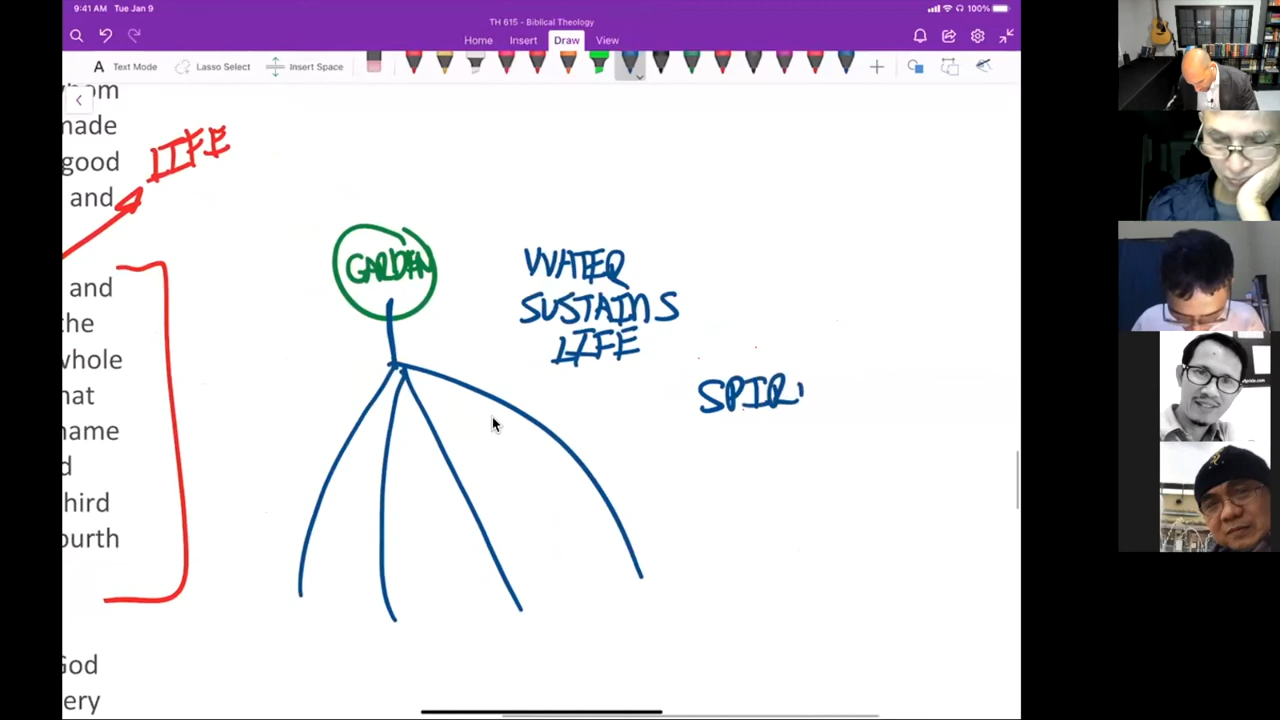 9:41 AM Tue Jan 9
100%
TH 615 - Biblical Theology
Home Insert Draw View
A Text Mode Lasso Select Insert Space
whom
made
good
and
LIFE
and
the
whole
hat
name
d
hird
ourth
God
ery
GARDEN
WATER
SUSTAINS
LIFE
SPIR